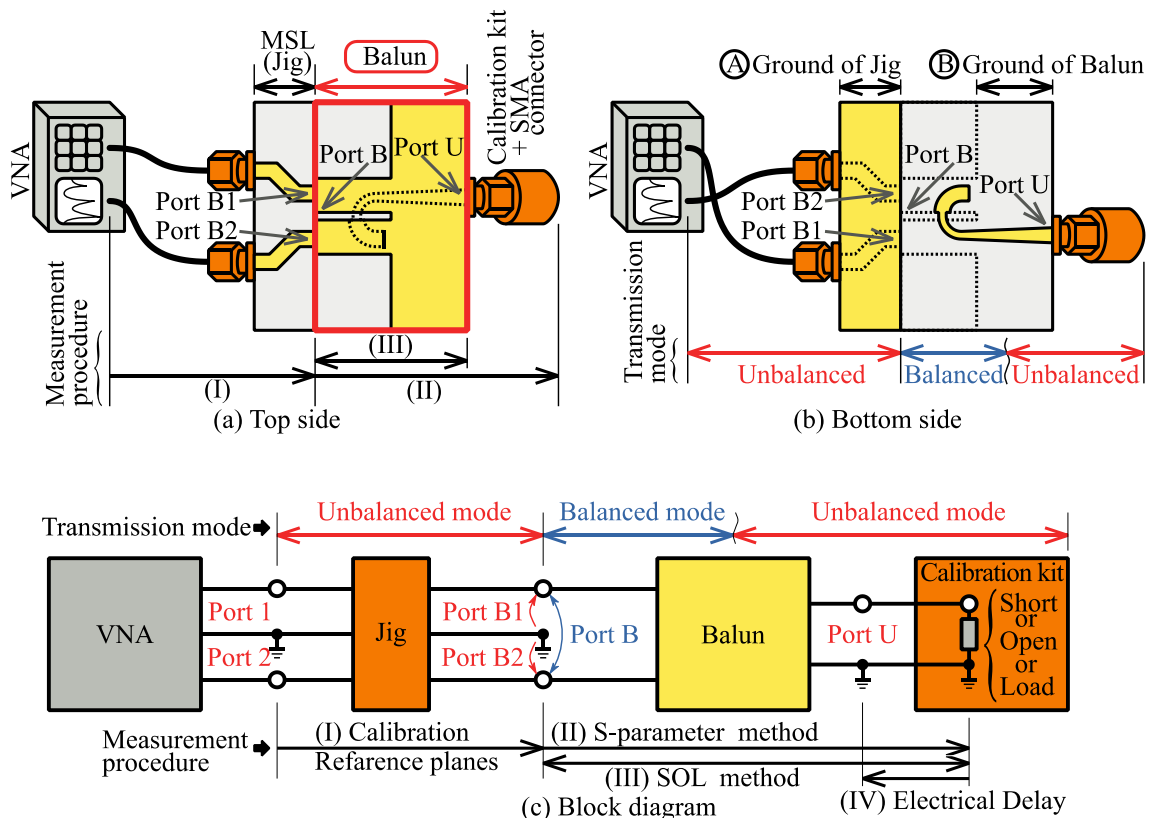 MSL
(Jig)
Balun
Calibration kit
+ SMA
connector
VNA
Port B
Port U
Port B1
Port B2
Measurement
procedure
(I)
(II)
(III)
(a) Top side
A Ground of Jig
B Ground of Balun
VNA
Port B
Port U
Port B2
Port B1
Transmission
mode
Unbalanced
Balanced
Unbalanced
(b) Bottom side
Transmission mode
Unbalanced mode
Balanced mode
Unbalanced mode
VNA
Port 1
Port 2
Jig
Port B1
Port B2
Port B
Balun
Port U
Calibration kit
Short
or
Open
or
Load
Measurement
procedure
(I) Calibration
Refarance planes
(II) S-parameter method
(III) SOL method
(IV) Electrical Delay
(c) Block diagram